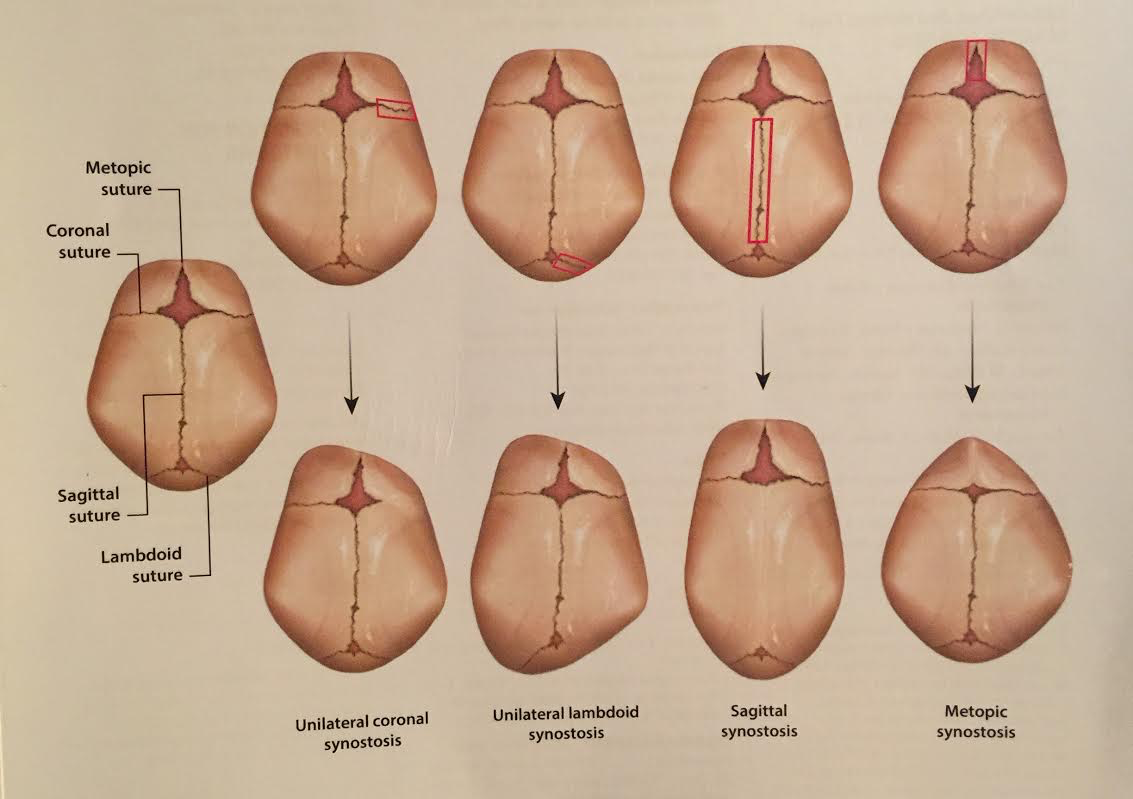 Metopic
suture
Coronal
suture
Sagittal
suture
Lambdoid
suture
Unilateral coronal
synostosis
Unilateral lambdoid
synostosis
Sagittal
synostosis
Metopic
synostosis